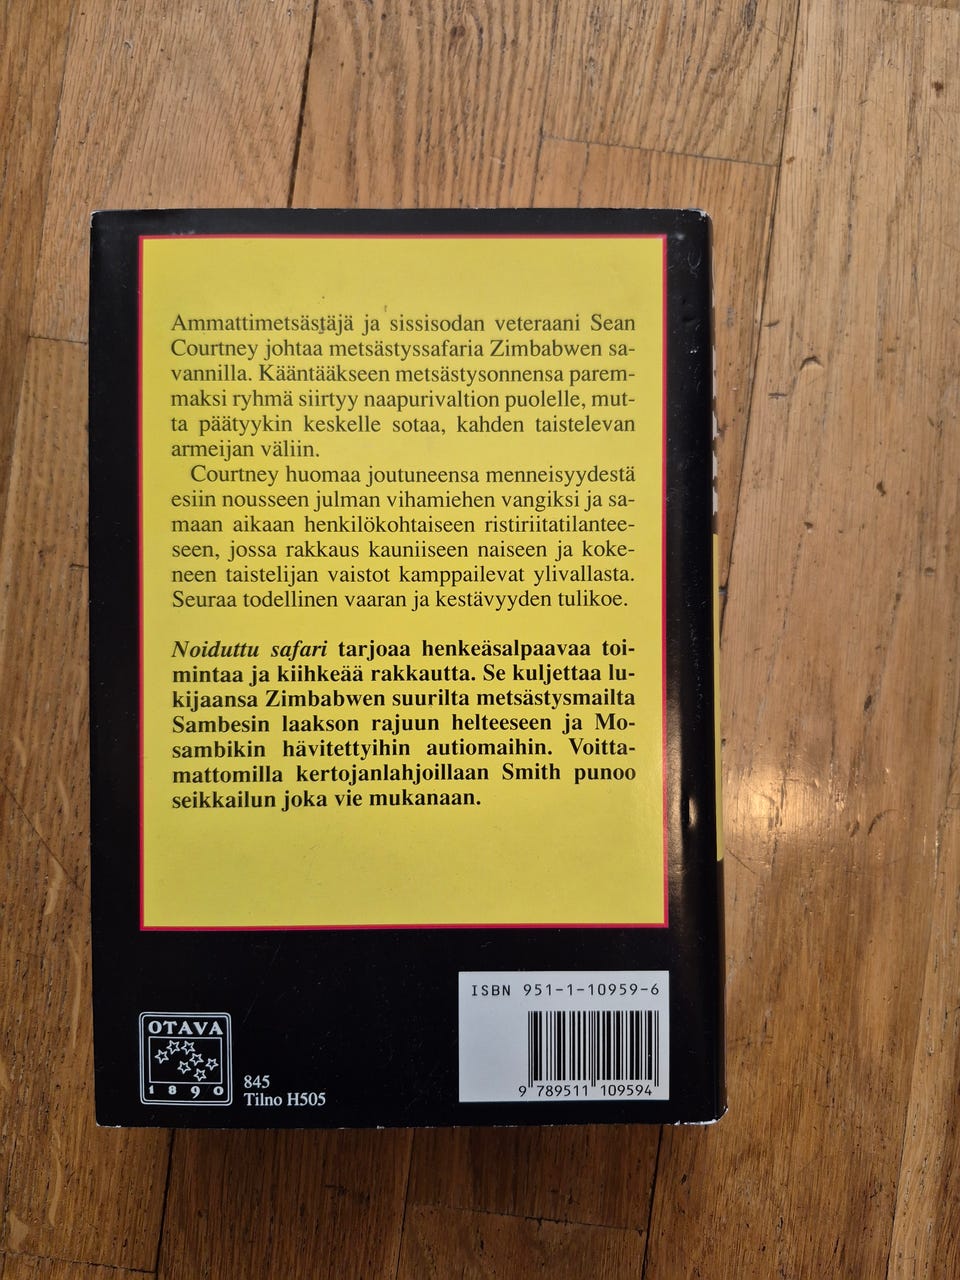 Ammattimetsästäjä ja sissisodan veteraani Sean
Courtney johtaa metsästyssafaria Zimbabwen sa-
vannilla. Kääntääkseen metsästysonnensa parem-
maksi ryhmä siirtyy naapurivaltion puolelle, mut-
ta päätyykin keskelle sotaa, kahden taistelevan
armeijan väliin.
Courtney huomaa joutuneensa menneisyydestä
esiin nousseen julman vihamiehen vangiksi ja sa-
maan aikaan henkilökohtaiseen ristiriitatilantee-
seen, jossa rakkaus kauniiseen naiseen ja koke-
neen taistelijan vaistot kamppailevat ylivallasta.
Seuraa todellinen vaaran ja kestävyyden tulikoe.
Noiduttu safari tarjoaa henkeäsalpaavaa toi-
mintaa ja kiihkeää rakkautta. Se kuljettaa lu-
kijaansa Zimbabwen suurilta metsästysmailta
Sambesin laakson rajuun helteeseen ja Mo-
sambikin hävitettyihin autiomaihin. Voitta-
mattomilla kertojanlahjoillaan Smith punoo
seikkailun joka vie mukanaan.
ISBN 951-1-10959-6
9 789511 109594
OTAVA
1890
845
Tilno H505